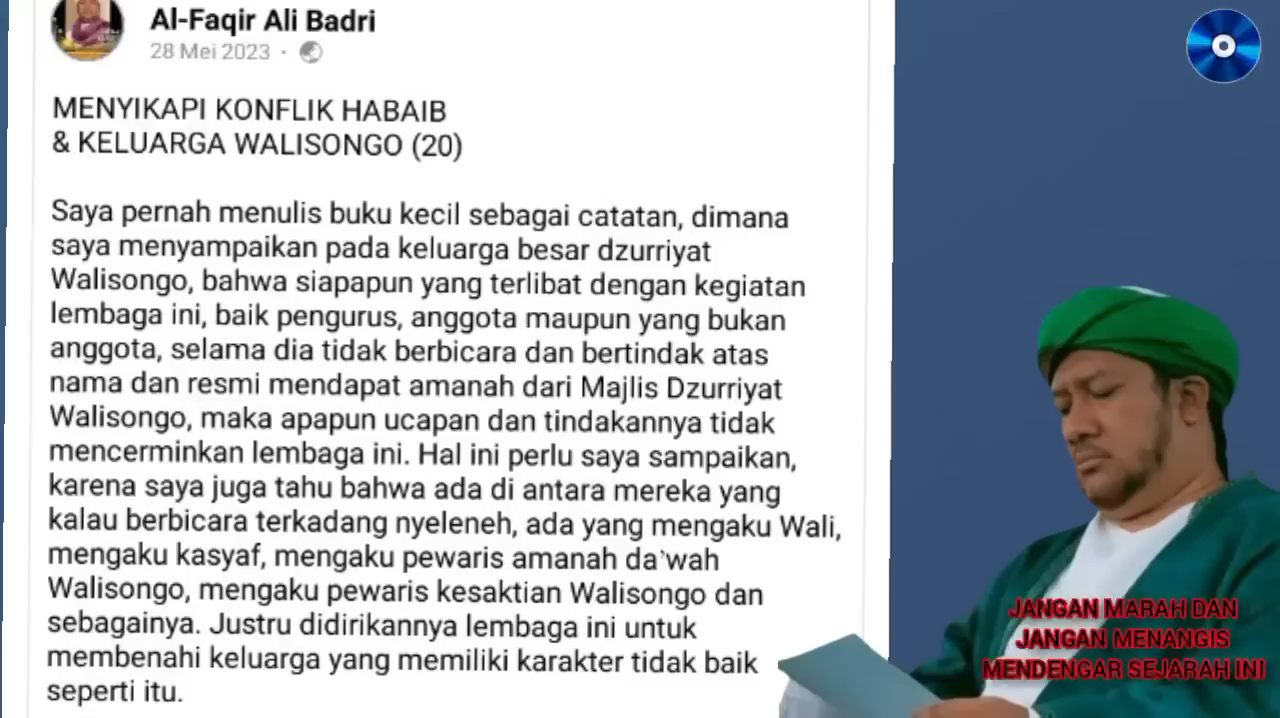 Al-Faqir Ali Badri
28 Mei 2023 ·
MENYIKAPI KONFLIK HABAIB
& KELUARGA WALISONGO (20)
Saya pernah menulis buku kecil sebagai catatan, dimana
saya menyampaikan pada keluarga besar dzurriyat
Walisongo, bahwa siapapun yang terlibat dengan kegiatan
lembaga ini, baik pengurus, anggota maupun yang bukan
anggota, selama dia tidak berbicara dan bertindak atas
nama dan resmi mendapat amanah dari Majlis Dzurriyat
Walisongo, maka apapun ucapan dan tindakannya tidak
mencerminkan lembaga ini. Hal ini perlu saya sampaikan,
karena saya juga tahu bahwa ada di antara mereka yang
kalau berbicara terkadang nyeleneh, ada yang mengaku Wali,
mengaku kasyaf, mengaku pewaris amanah da'wah
Walisongo, mengaku pewaris kesaktian Walisongo dan
sebagainya. Justru didirikannya lembaga ini untuk
membenahi keluarga yang memiliki karakter tidak baik
seperti itu.
JANGAN MARAH DAN
JANGAN MENANGIS
MENDENGAR SEJARAH INI